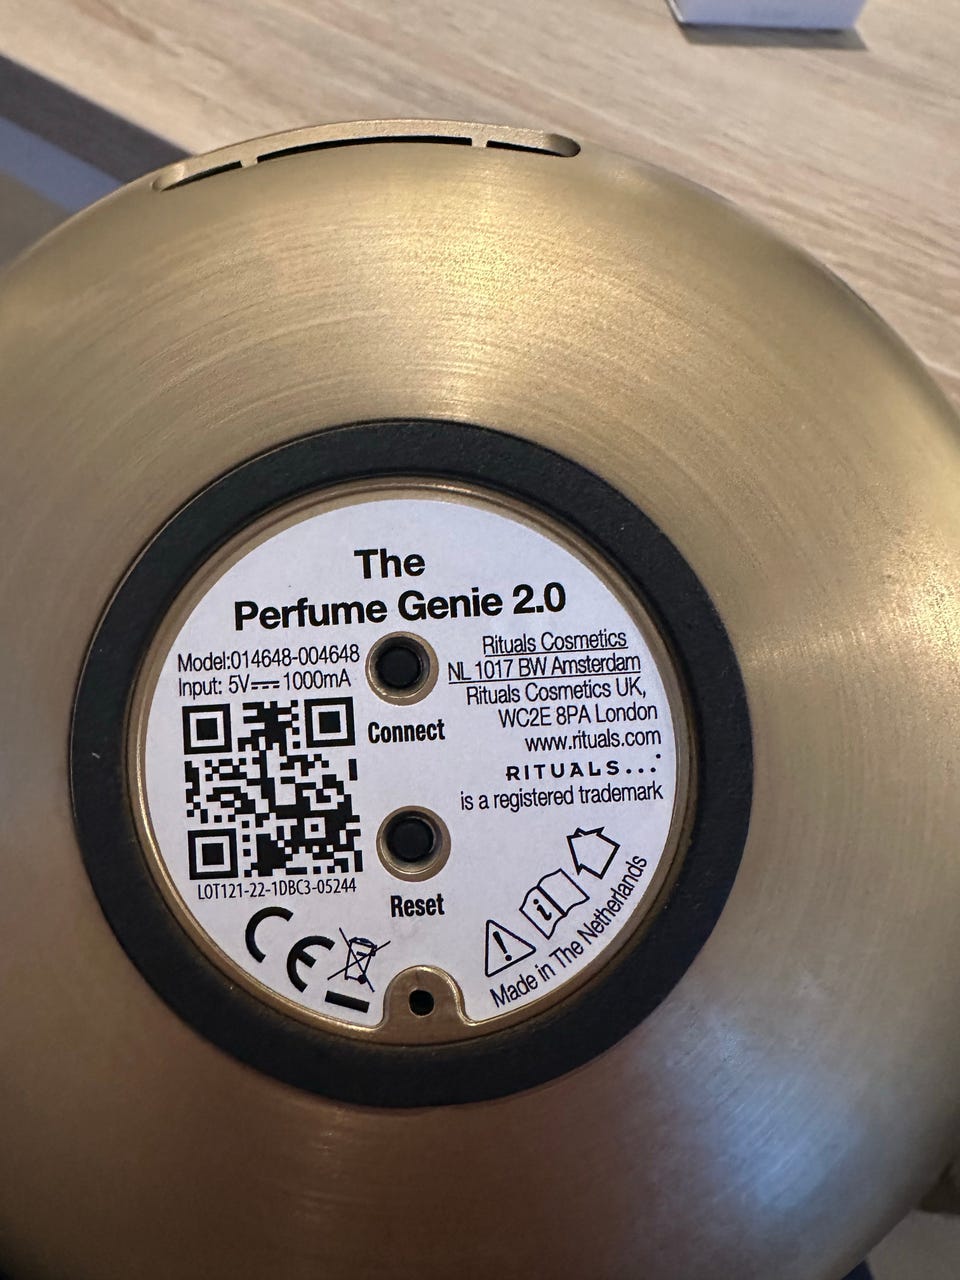 The
Perfume Genie 2.0
Model:014648-004648
Input: 5V⎓1000mA
Connect
Rituals Cosmetics
NL 1017 BW Amsterdam
Rituals Cosmetics UK,
WC2E 8PA London
www.rituals.com
RITUALS...
is a registered trademark
LOT121-22-1DBC3-05244
Reset
CE
Made in The Netherlands